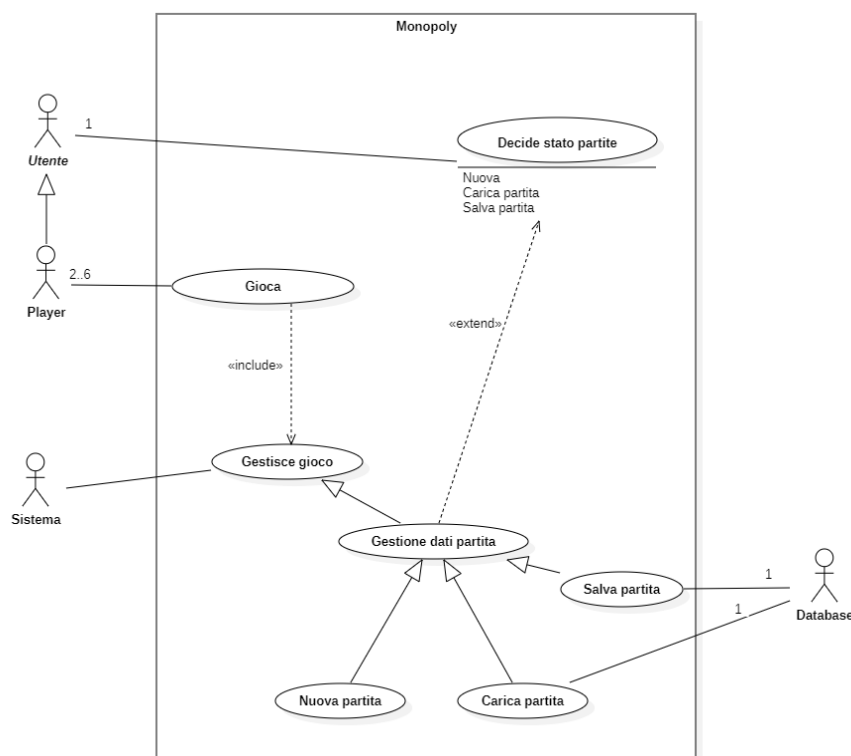 Monopoly
1
Decide stato partite
Utente
Nuova
Carica partita
Salva partita
2..6
Gioca
Player
«extend»
«include»
Gestisce gioco
Sistema
Gestione dati partita
1
Salva partita
1
Database
Nuova partita
Carica partita